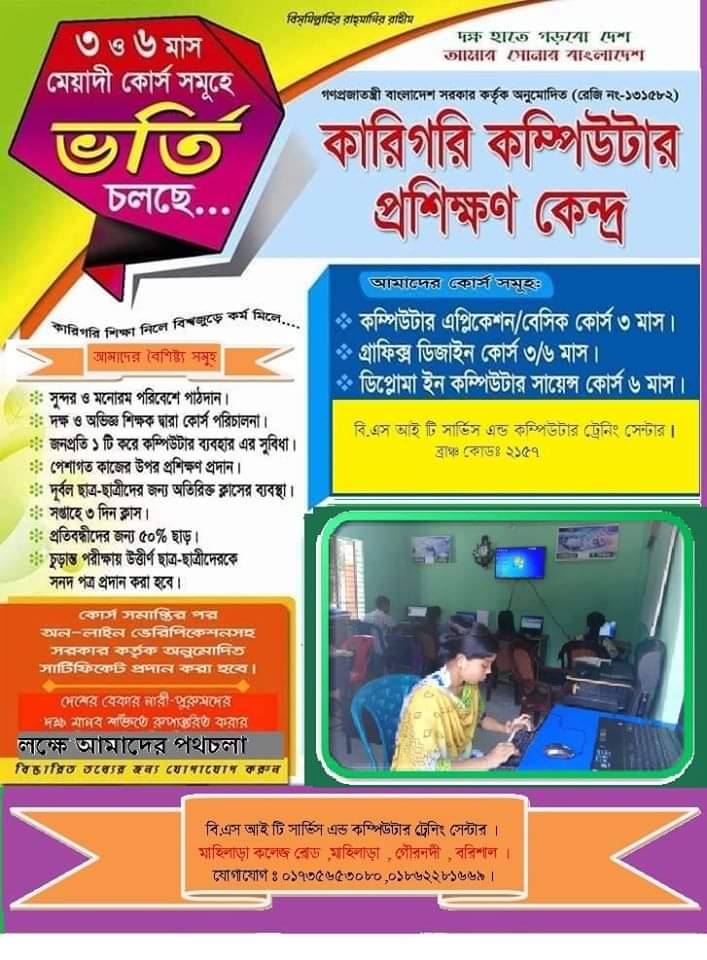 বিস্‌মিল্লাহির রাহ্‌মানির রাহীম
৩ ও ৬ মাস
মেয়াদী কোর্স সমূহে
ভর্তি
চলছে...
দক্ষ হাতে গড়বো দেশ
আমার সোনার বাংলাদেশ
গণপ্রজাতন্ত্রী বাংলাদেশ সরকার কর্তৃক অনুমোদিত (রেজি নং-১৩১৫৮২)
কারিগরি কম্পিউটার
প্রশিক্ষণ কেন্দ্র
কারিগরি শিক্ষা নিলে বিশ্বজুড়ে কর্ম মিলে....
আমাদের বৈশিষ্ট্য সমুহ
সুন্দর ও মনোরম পরিবেশে পাঠদান।
দক্ষ ও অভিজ্ঞ শিক্ষক দ্বারা কোর্স পরিচালনা।
জনপ্রতি ১ টি করে কম্পিউটার ব্যবহার এর সুবিধা।
পেশাগত কাজের উপর প্রশিক্ষণ প্রদান।
দূর্বল ছাত্র-ছাত্রীদের জন্য অতিরিক্ত ক্লাসের ব্যবস্থা।
সপ্তাহে ৩ দিন ক্লাস।
প্রতিবন্ধীদের জন্য ৫০% ছাড়।
চুড়ান্ত পরীক্ষায় উত্তীর্ণ ছাত্র-ছাত্রীদেরকে
সনদ পত্র প্রদান করা হবে।
আমাদের কোর্স সমূহঃ
কম্পিউটার এপ্লিকেশন/বেসিক কোর্স ৩ মাস।
গ্রাফিক্স ডিজাইন কোর্স ৩/৬ মাস।
ডিপ্লোমা ইন কম্পিউটার সায়েন্স কোর্স ৬ মাস।
বি.এস আই টি সার্ভিস এন্ড কম্পিউটার ট্রেনিং সেন্টার।
ব্রাঞ্চ কোডঃ ২১৫৭
কোর্স সমাপ্তির পর
অন-লাইন ভেরিপিকেশনসহ
সরকার কর্তৃক অনুমোদিত
সার্টিফিকেট প্রদান করা হবে।
দেশের বেকার নারী-পুরুষদের
দক্ষ মানব শক্তিতে রুপান্তরিত করার
লক্ষে আমাদের পথচলা
বিস্তারিত তথ্যের জন্য যোগাযোগ করুন
বি.এস আই টি সার্ভিস এন্ড কম্পিউটার ট্রেনিং সেন্টার ।
মাহিলাড়া কলেজ রোড ,মাহিলাড়া , গৌরনদী , বরিশাল ।
যোগাযোগ : ০১৭৩৫৬৫৩০৮০ ,০১৮৬২২৮১৬৬৯ ।